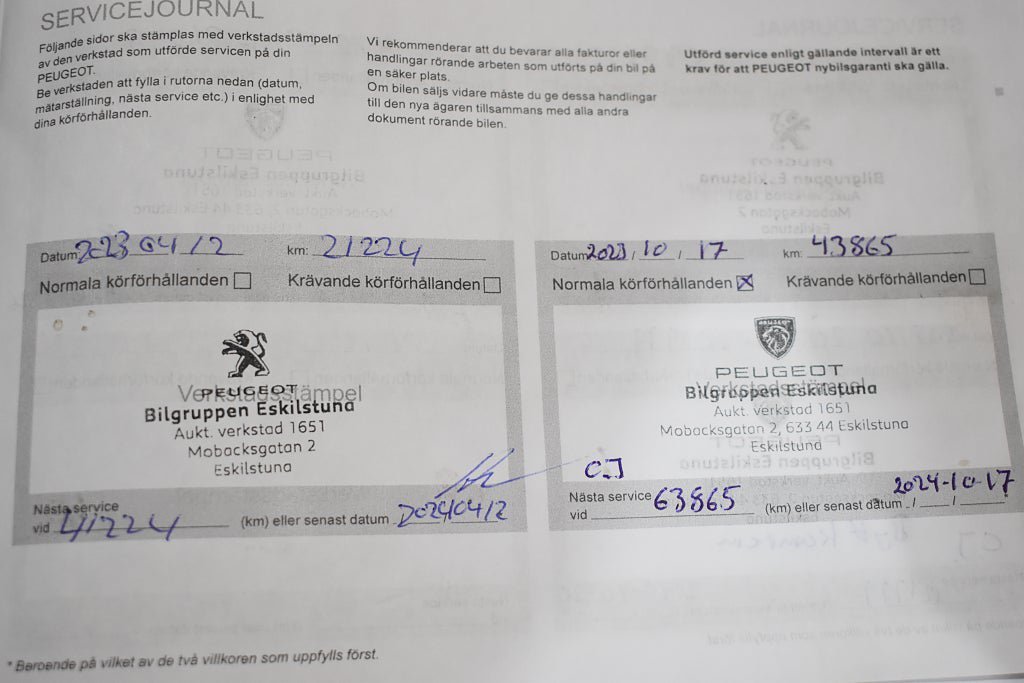 SERVICEJOURNAL
Följande sidor ska stämplas med verkstadsstämpeln
av den verkstad som utförde servicen på din
PEUGEOT.
Be verkstaden att fylla i rutorna nedan (datum,
mätarställning, nästa service etc.) i enlighet med
dina körförhållanden.
Vi rekommenderar att du bevarar alla fakturor eller
handlingar rörande arbeten som utförts på din bil på
en säker plats.
Om bilen säljs vidare måste du ge dessa handlingar
till den nya ägaren tillsammans med alla andra
dokument rörande bilen.
Utförd service enligt gällande intervall är ett
krav för att PEUGEOT nybilsgaranti ska gälla.
Datum 2023 04 12 km: 21224
Normala körförhållanden Krävande körförhållanden
Verkstadsstämpel
PEUGEOT
Bilgruppen Eskilstuna
Aukt. verkstad 1651
Mobacksgatan 2
Eskilstuna
Nästa service
vid 41224 (km) eller senast datum 20240412
Datum 2023/10/17 km: 43865
Normala körförhållanden Krävande körförhållanden
PEUGEOT
PEUGEOT
Verkstadsstämpel
Bilgruppen Eskilstuna
Aukt. verkstad 1651
Mobacksgatan 2, 633 44 Eskilstuna
Eskilstuna
CJ
Nästa service
vid 63865 (km) eller senast datum 2024-10-17
* Beroende på vilket av de två villkoren som uppfylls först.